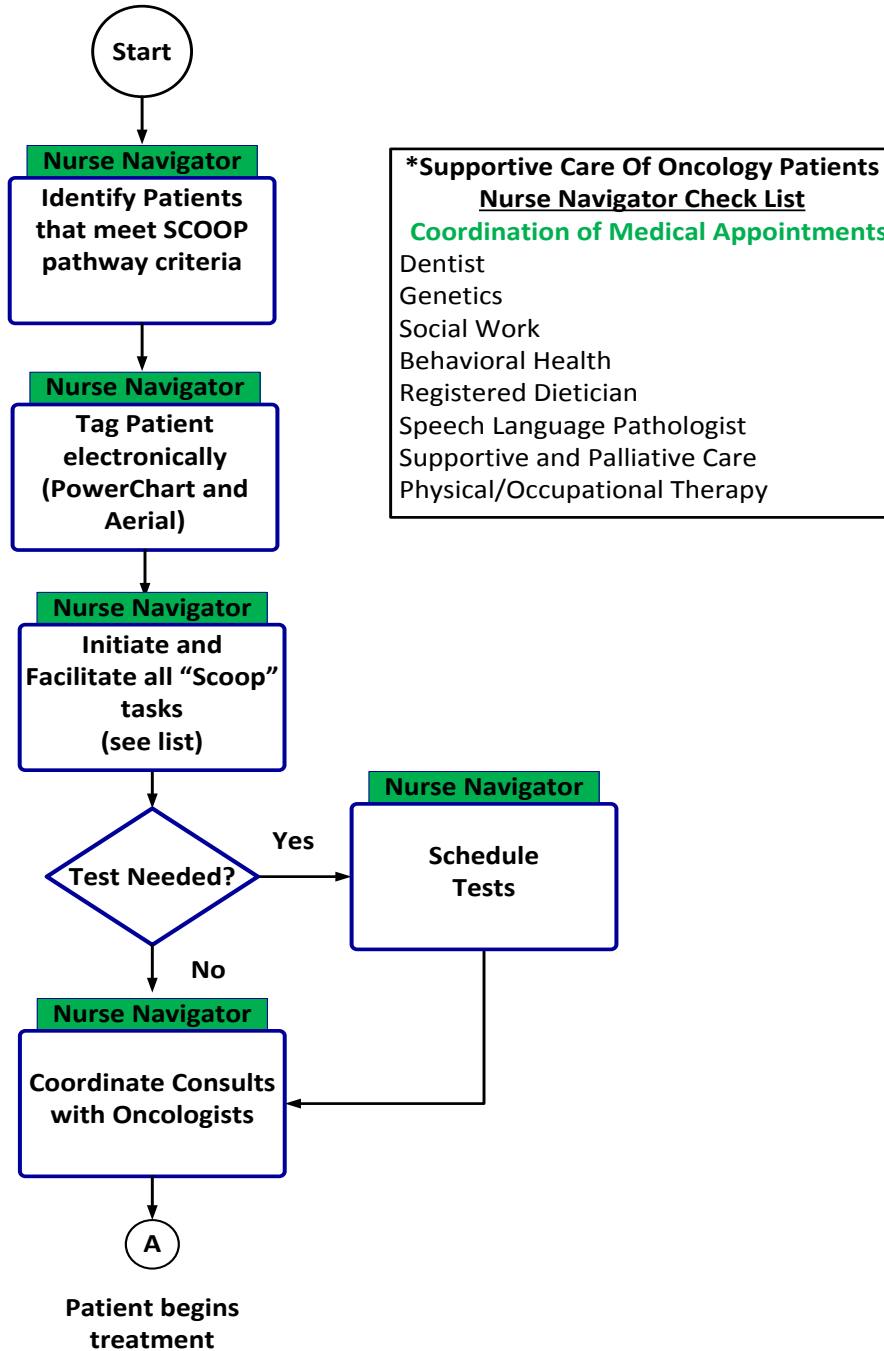 Start
Nurse Navigator
Identify Patients
that meet SCOOP
pathway criteria
*Supportive Care Of Oncology Patients
Nurse Navigator Check List
Coordination of Medical Appointments
Dentist
Genetics
Social Work
Behavioral Health
Registered Dietician
Speech Language Pathologist
Supportive and Palliative Care
Physical/Occupational Therapy
Nurse Navigator
Tag Patient
electronically
(PowerChart and
Aerial)
Nurse Navigator
Initiate and
Facilitate all “Scoop”
tasks
(see list)
Test Needed?
Yes
Nurse Navigator
Schedule
Tests
No
Nurse Navigator
Coordinate Consults
with Oncologists
A
Patient begins
treatment